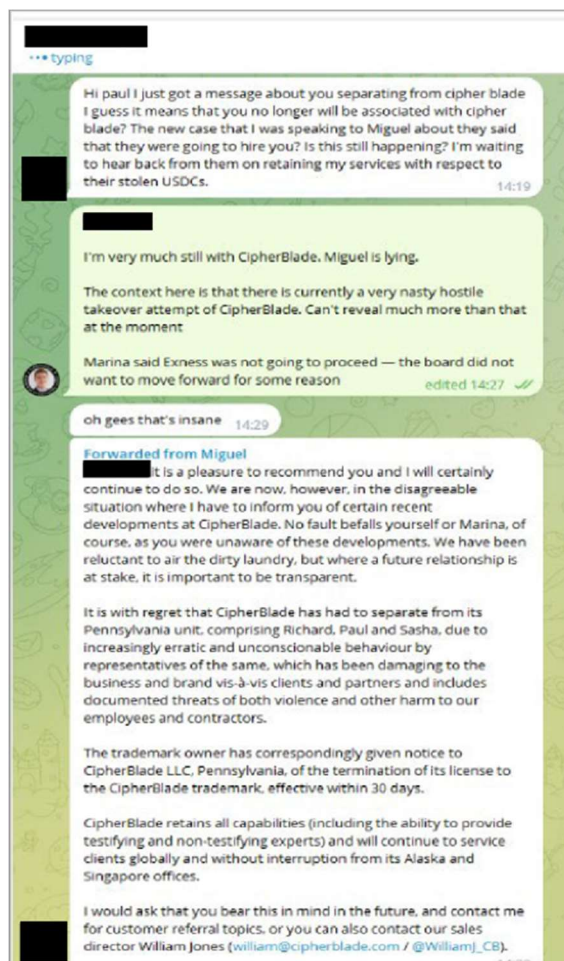 typing
Hi paul I just got a message about you separating from cipher blade
I guess it means that you no longer will be associated with cipher
blade? The new case that I was speaking to Miguel about they said
that they were going to hire you? Is this still happening? I'm waiting
to hear back from them on retaining my services with respect to
their stolen USDCs.
14:19
I'm very much still with CipherBlade. Miguel is lying.
The context here is that there is currently a very nasty hostile
takeover attempt of CipherBlade. Can't reveal much more than that
at the moment
Marina said Exness was not going to proceed — the board did not
want to move forward for some reason
edited 14:27
oh gees that's insane 14:29
Forwarded from Miguel
It is a pleasure to recommend you and I will certainly
continue to do so. We are now, however, in the disagreeable
situation where I have to inform you of certain recent
developments at CipherBlade. No fault befalls yourself or Marina, of
course, as you were unaware of these developments. We have been
reluctant to air the dirty laundry, but where a future relationship is
at stake, it is important to be transparent.
It is with regret that CipherBlade has had to separate from its
Pennsylvania unit, comprising Richard, Paul and Sasha, due to
increasingly erratic and unconscionable behaviour by
representatives of the same, which has been damaging to the
business and brand vis-à-vis clients and partners and includes
documented threats of both violence and other harm to our
employees and contractors.
The trademark owner has correspondingly given notice to
CipherBlade LLC, Pennsylvania, of the termination of its license to
the CipherBlade trademark, effective within 30 days.
CipherBlade retains all capabilities (including the ability to provide
testifying and non-testifying experts) and will continue to service
clients globally and without interruption from its Alaska and
Singapore offices.
I would ask that you bear this in mind in the future, and contact me
for customer referral topics, or you can also contact our sales
director William Jones (william@cipherblade.com / @WilliamJ_CB).